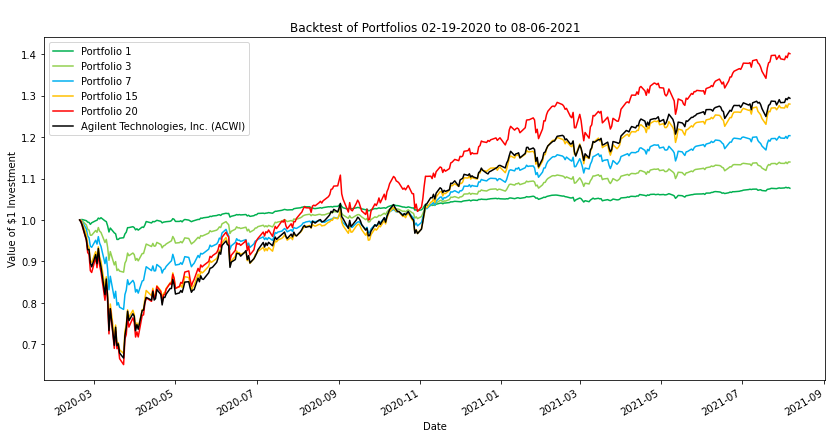 Backtest of Portfolios 02-19-2020 to 08-06-2021
Portfolio 1
Portfolio 3
Portfolio 7
Portfolio 15
Portfolio 20
Agilent Technologies, Inc. (ACWI)
Value of $1 Investment
1.4
1.3
1.2
1.1
1.0
0.9
0.8
0.7
2020-03
2020-05
2020-07
2020-09
2020-11
2021-01
2021-03
2021-05
2021-07
2021-09
Date